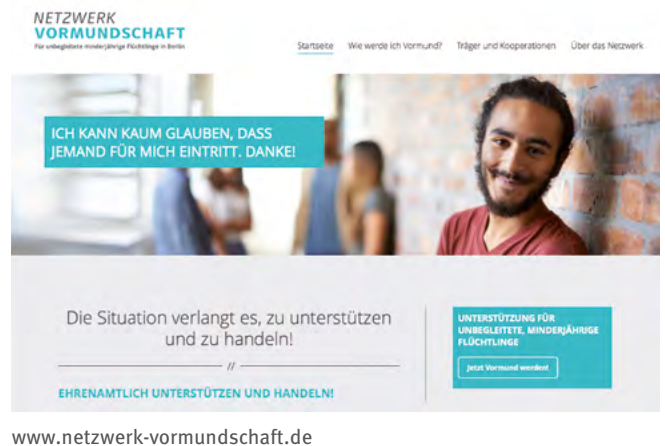 NETZWERK
VORMUNDSCHAFT
Für unbegleitete minderjährige Flüchtlinge in Berlin
Startseite Wie werde ich Vormund? Träger und Kooperationen Über das Netzwerk
ICH KANN KAUM GLAUBEN, DASS
JEMAND FÜR MICH EINTRITT. DANKE!
Die Situation verlangt es, zu unterstützen
und zu handeln!
//
EHRENAMTLICH UNTERSTÜTZEN UND HANDELN!
UNTERSTÜTZUNG FÜR
UNBEGLEITETE, MINDERJÄHRIGE
FLÜCHTLINGE
Jetzt Vormund werden!
www.netzwerk-vormundschaft.de